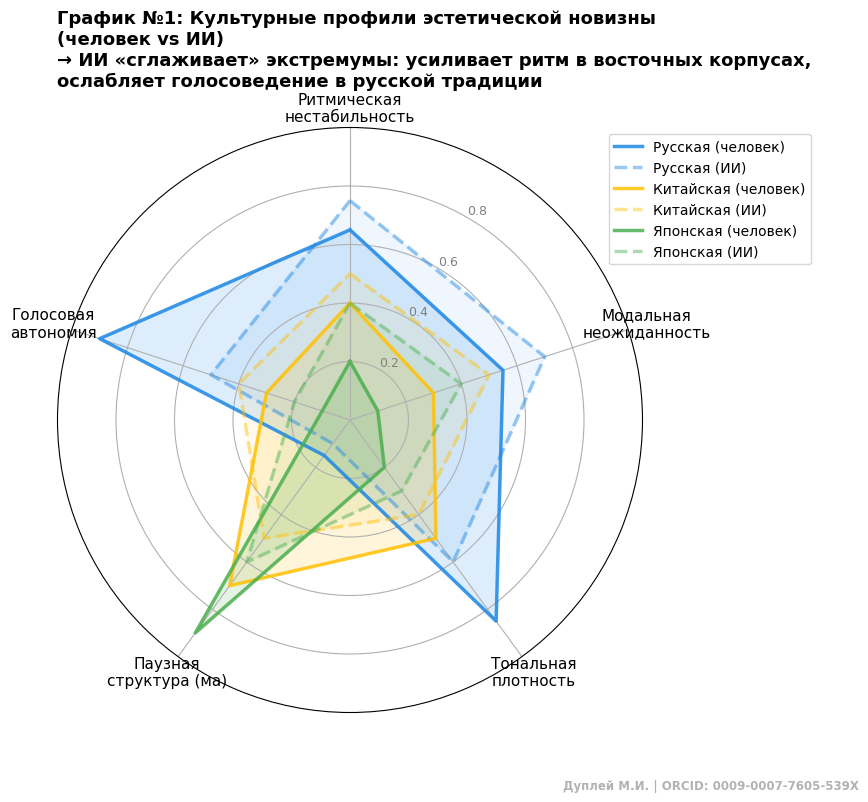 График №1: Культурные профили эстетической новизны
(человек vs ИИ)
→ ИИ «сглаживает» экстремумы: усиливает ритм в восточных корпусах,
ослабляет голосоведение в русской традиции
Ритмическая
нестабильность
Русская (человек)
Русская (ИИ)
Китайская (человек)
Китайская (ИИ)
Японская (человек)
Японская (ИИ)
0.8
0.6
0.4
0.2
Голосовая
автономия
Модальная
неожиданность
Паузная
структура (ма)
Тональная
плотность
Дуплей М.И. | ORCID: 0009-0007-7605-539X